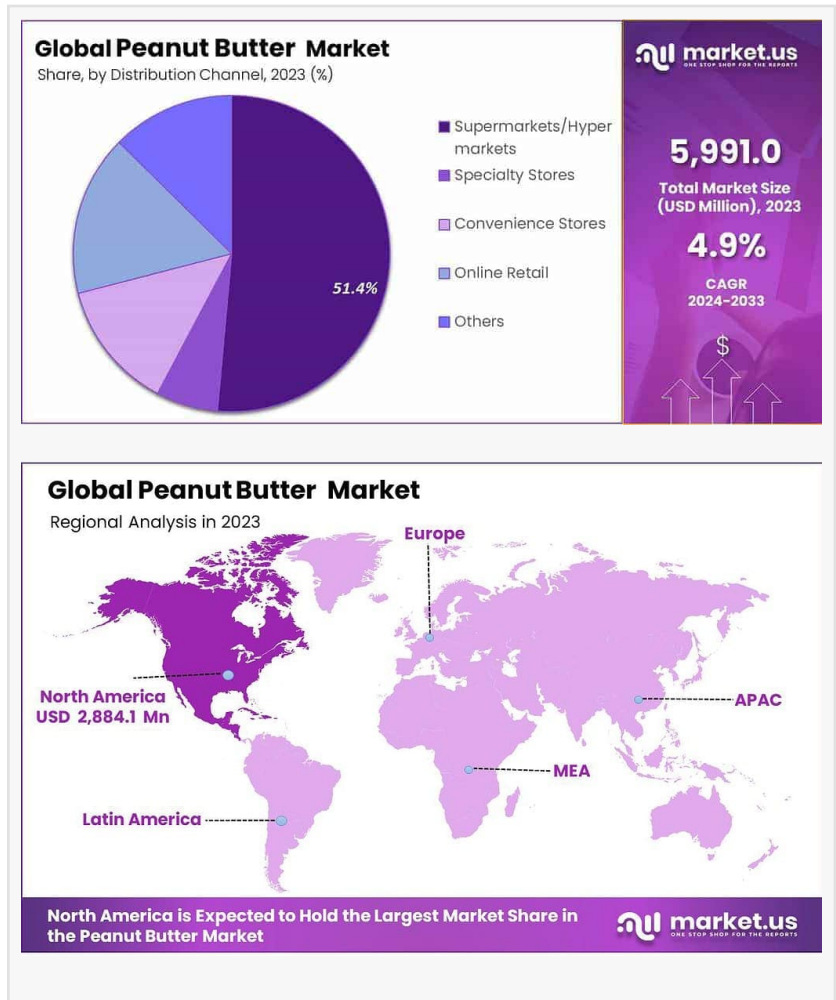 Global Peanut Butter Market
Share, by Distribution Channel, 2023 (%)
51.4%
Supermarkets/Hyper
markets
Specialty Stores
Convenience Stores
Online Retail
Others
market.us
ONE STOP SHOP FOR THE REPORTS
5,991.0
Total Market Size
(USD Million), 2023
4.9%
CAGR
2024-2033
$
Global Peanut Butter Market
Regional Analysis in 2023
Europe
North America
USD 2,884.1 Mn
APAC
MEA
Latin America
North America is Expected to Hold the Largest Market Share in
the Peanut Butter Market
market.us
ONE STOP SHOP FOR THE REPORTS